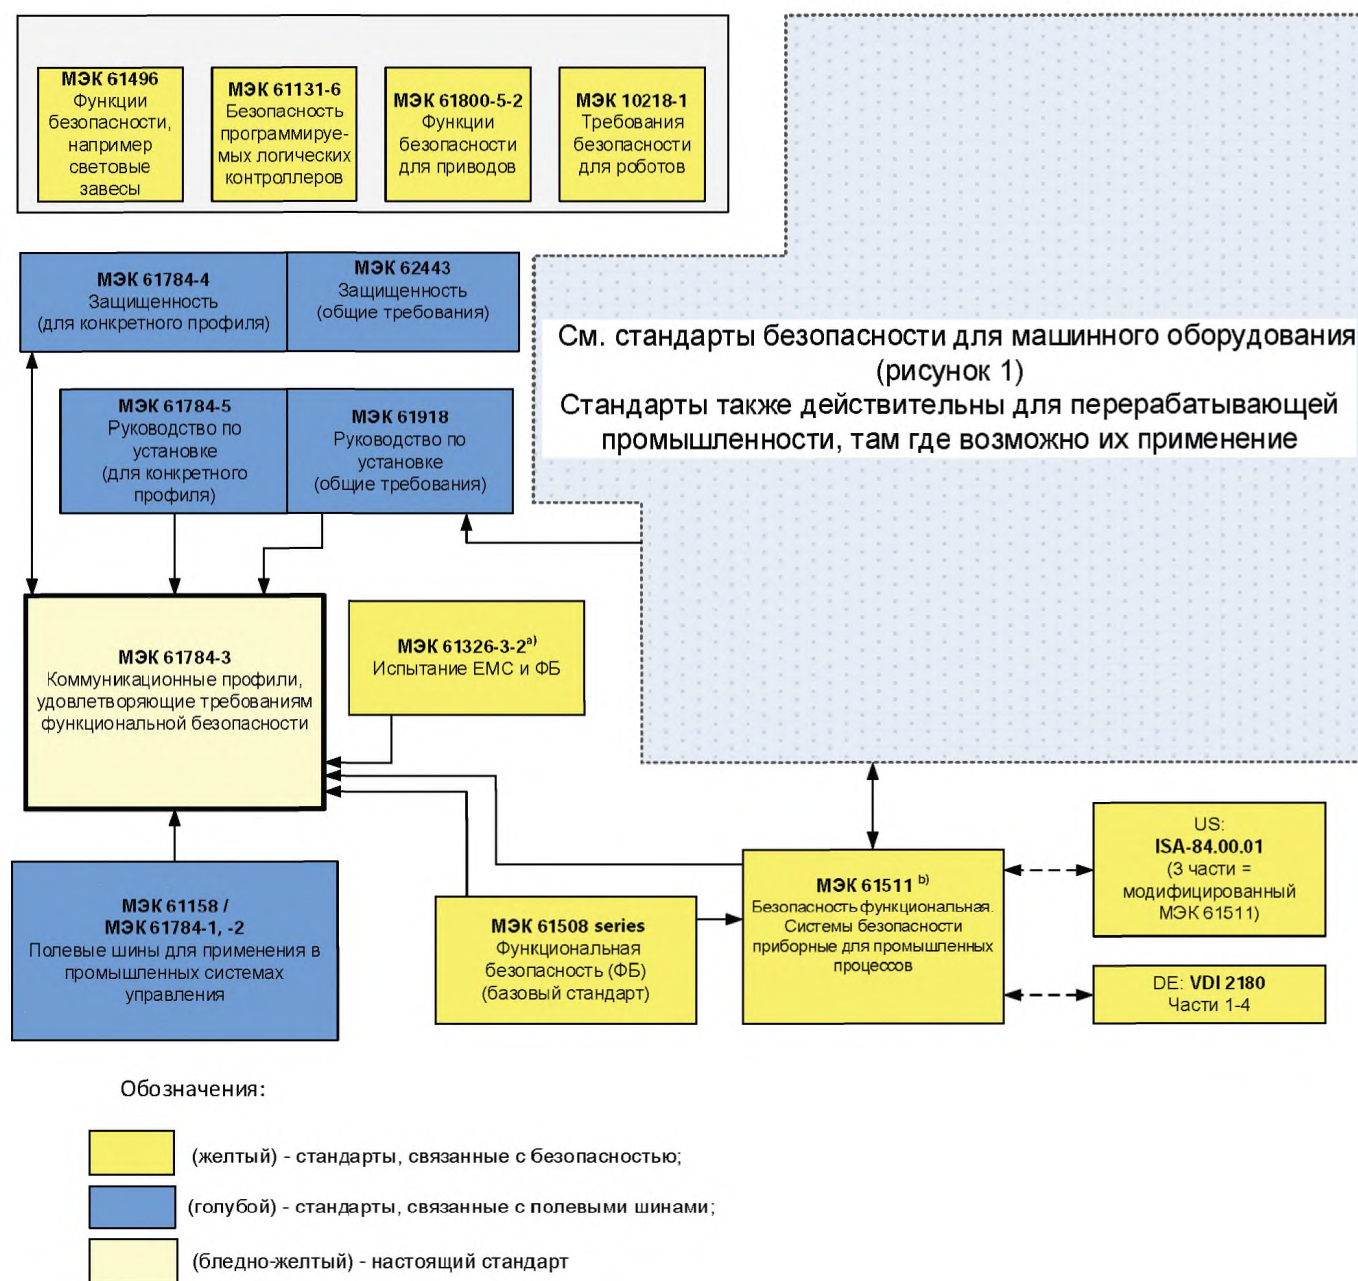 МЭК 61496
Функции
безопасности,
например
световые
завесы
МЭК 61131-6
Безопасность
программируе-
мых логических
контроллеров
МЭК 61800-5-2
Функции
безопасности
для приводов
МЭК 10218-1
Требования
безопасности
для роботов
МЭК 61784-4
Защищенность
(для конкретного профиля)
МЭК 62443
Защищенность
(общие требования)
См. стандарты безопасности для машинного оборудования
(рисунок 1)
Стандарты также действительны для перерабатывающей
промышленности, там где возможно их применение
МЭК 61784-5
Руководство по
установке
(для конкретного
профиля)
МЭК 61918
Руководство по
установке
(общие требования)
МЭК 61784-3
Коммуникационные профили,
удовлетворяющие требованиям
функциональной безопасности
МЭК 61326-3-2a)
Испытание ЕМС и ФБ
МЭК 61158 /
МЭК 61784-1, -2
Полевые шины для применения в
промышленных системах
управления
МЭК 61508 series
Функциональная
безопасность (ФБ)
(базовый стандарт)
МЭК 61511 b)
Безопасность функциональная.
Системы безопасности
приборные для промышленных
процессов
US:
ISA-84.00.01
(3 части =
модифицированный
МЭК 61511)
DE: VDI 2180
Части 1-4
Обозначения:
(желтый) - стандарты, связанные с безопасностью;
(голубой) - стандарты, связанные с полевыми шинами;
(бледно-желтый) - настоящий стандарт